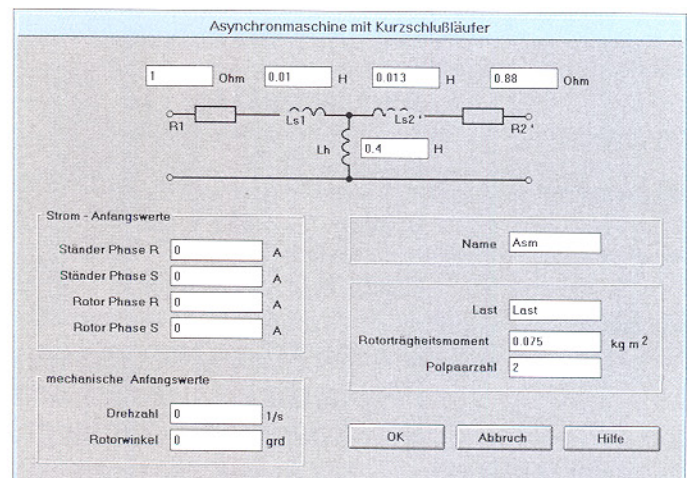 Asynchronmaschine mit Kurzschlußläufer
1 Ohm 0.01 H 0.013 H 0.88 Ohm
R1 Ls1 Ls2' R2'
Lh 0.4 H
Strom - Anfangswerte
Ständer Phase R 0 A
Ständer Phase S 0 A
Rotor Phase R 0 A
Rotor Phase S 0 A
Name Asm
Last Last
Rotorträgheitsmoment 0.075 kg m²
Polpaarzahl 2
mechanische Anfangswerte
Drehzahl 0 1/s
Rotorwinkel 0 grd
OK Abbruch Hilfe